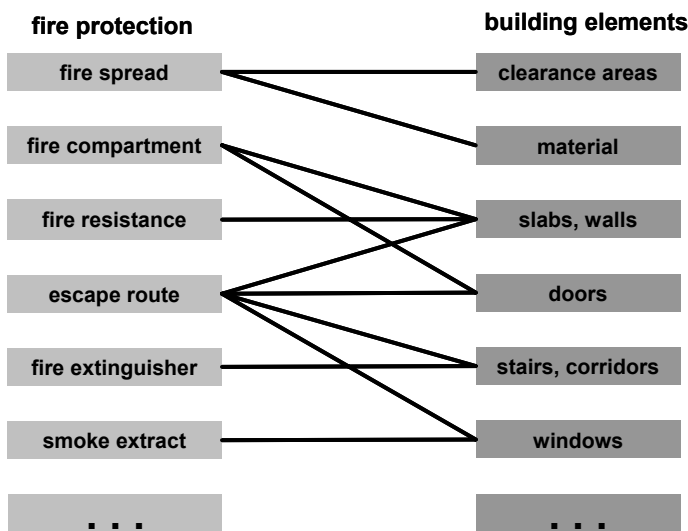 fire protection
building elements
fire spread
clearance areas
fire compartment
material
fire resistance
slabs, walls
escape route
doors
fire extinguisher
stairs, corridors
smoke extract
windows
. . .
. . .